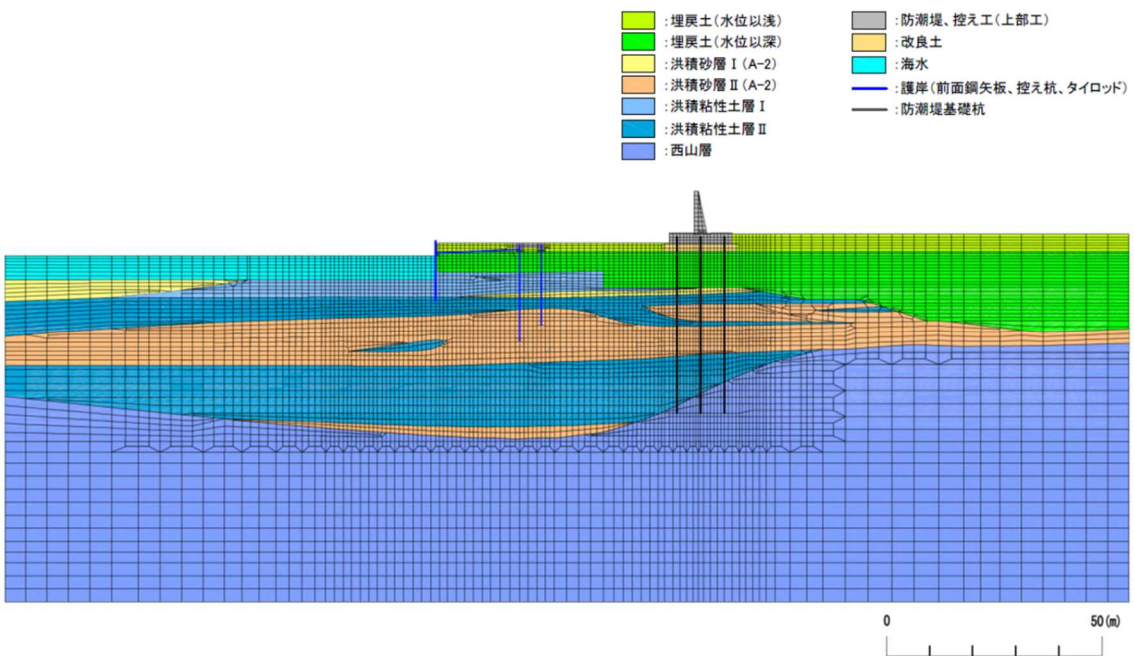 :埋戻土(水位以浅)
:埋戻土(水位以深)
:洪積砂層Ⅰ(A-2)
:洪積砂層Ⅱ(A-2)
:洪積粘性土層Ⅰ
:洪積粘性土層Ⅱ
:西山層
:防潮堤、控え工(上部工)
:改良土
:海水
:護岸(前面鋼矢板、控え杭、タイロッド)
:防潮堤基礎杭
0 50(m)